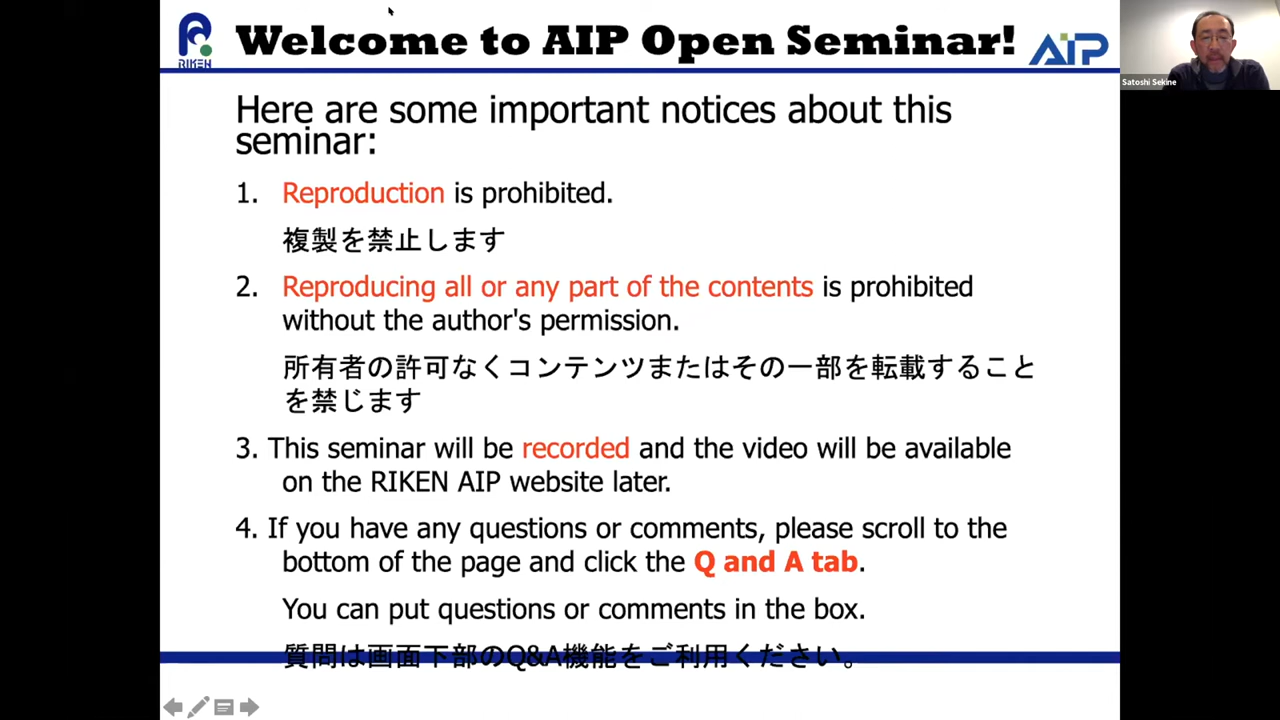 RIKEN
Welcome to AIP Open Seminar!
AIP
Satoshi Sekine
Here are some important notices about this
seminar:
1. Reproduction is prohibited.
複製を禁止します
2. Reproducing all or any part of the contents is prohibited
without the author's permission.
所有者の許可なくコンテンツまたはその一部を転載すること
を禁じます
3. This seminar will be recorded and the video will be available
on the RIKEN AIP website later.
4. If you have any questions or comments, please scroll to the
bottom of the page and click the Q and A tab.
You can put questions or comments in the box.
質問は画面下部のQ&A機能をご利用ください。